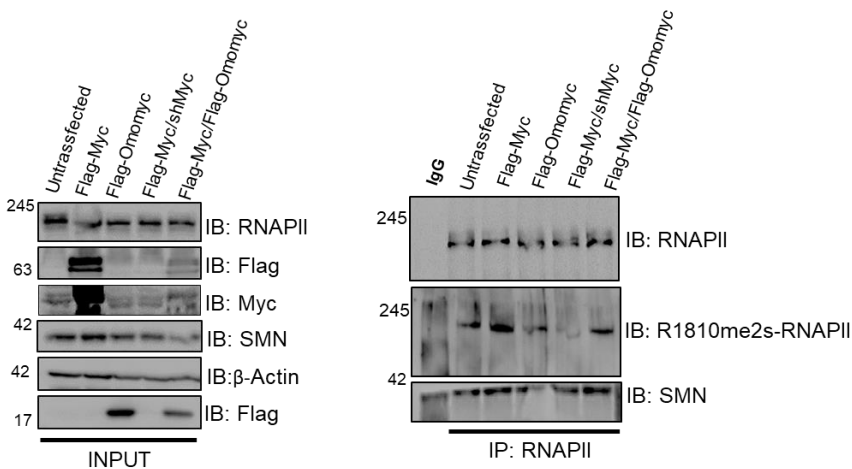 Untrassfected
Flag-Myc
Flag-Omomyc
Flag-Myc/shMyc
Flag-Myc/Flag-Omomyc
245
IB: RNAPII
63
IB: Flag
IB: Myc
42
IB: SMN
42
IB:β-Actin
17
IB: Flag
INPUT
IgG
Untrassfected
Flag-Myc
Flag-Omomyc
Flag-Myc/shMyc
Flag-Myc/Flag-Omomyc
245
IB: RNAPII
245
IB: R1810me2s-RNAPII
42
IB: SMN
IP: RNAPII